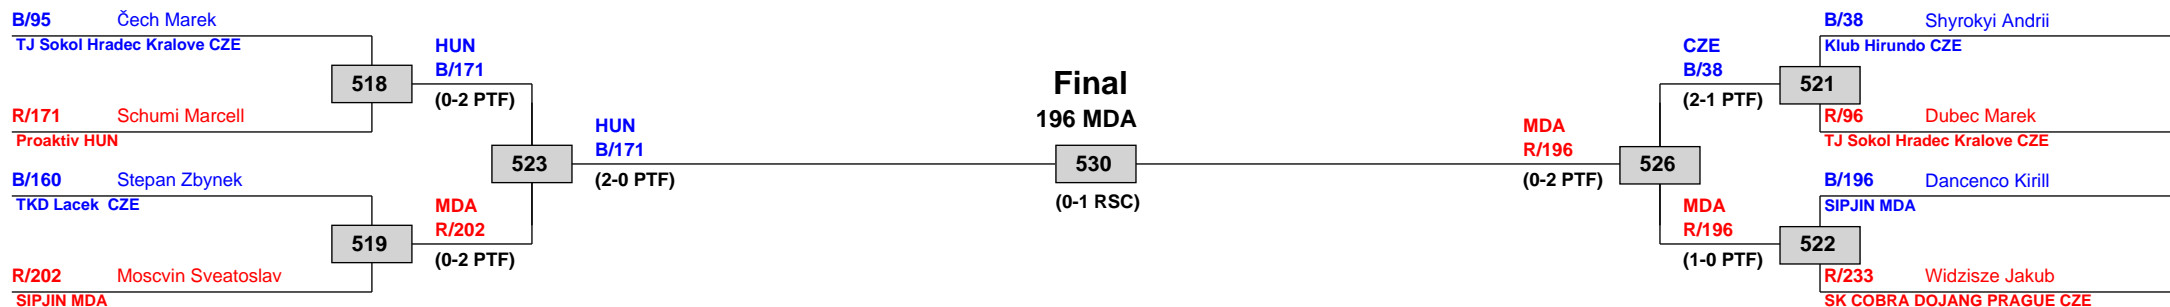 B/95 Čech Marek
TJ Sokol Hradec Kralove CZE
518
R/171 Schumi Marcell
Proaktiv HUN
B/160 Stepan Zbynek
TKD Lacek  CZE
519
R/202 Moscvin Sveatoslav
SIPJIN MDA
HUN
B/171
(0-2 PTF)
523
MDA
R/202
(0-2 PTF)
HUN
B/171
(2-0 PTF)
Final
196 MDA
530
(0-1 RSC)
MDA
R/196
(0-2 PTF)
526
CZE
B/38
(2-1 PTF)
MDA
R/196
(1-0 PTF)
B/38 Shyrokyi Andrii
Klub Hirundo CZE
521
R/96 Dubec Marek
TJ Sokol Hradec Kralove CZE
B/196 Dancenco Kirill
SIPJIN MDA
522
R/233 Widzisze Jakub
SK COBRA DOJANG PRAGUE CZE